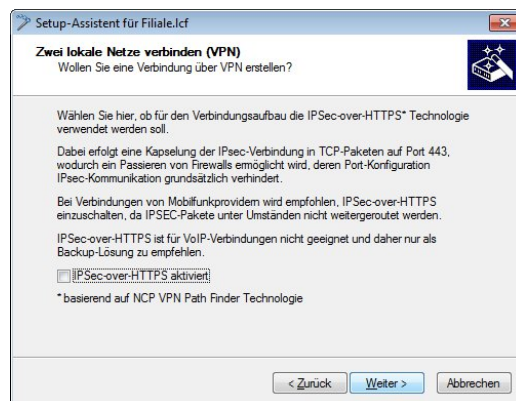 Setup-Assistent für Filiale.lcf
Zwei lokale Netze verbinden (VPN)
Wollen Sie eine Verbindung über VPN erstellen?
Wählen Sie hier, ob für den Verbindungsaufbau die IPSec-over-HTTPS* Technologie
verwendet werden soll.
Dabei erfolgt eine Kapselung der IPsec-Verbindung in TCP-Paketen auf Port 443,
wodurch ein Passieren von Firewalls ermöglicht wird, deren Port-Konfiguration
IPsec-Kommunikation grundsätzlich verhindert.
Bei Verbindungen von Mobilfunkprovidern wird empfohlen, IPSec-over-HTTPS
einzuschalten, da IPSEC-Pakete unter Umständen nicht weitergeroutet werden.
IPSec-over-HTTPS ist für VoIP-Verbindungen nicht geeignet und daher nur als
Backup-Lösung zu empfehlen.
IPSec-over-HTTPS aktiviert
* basierend auf NCP VPN Path Finder Technologie
< Zurück Weiter > Abbrechen